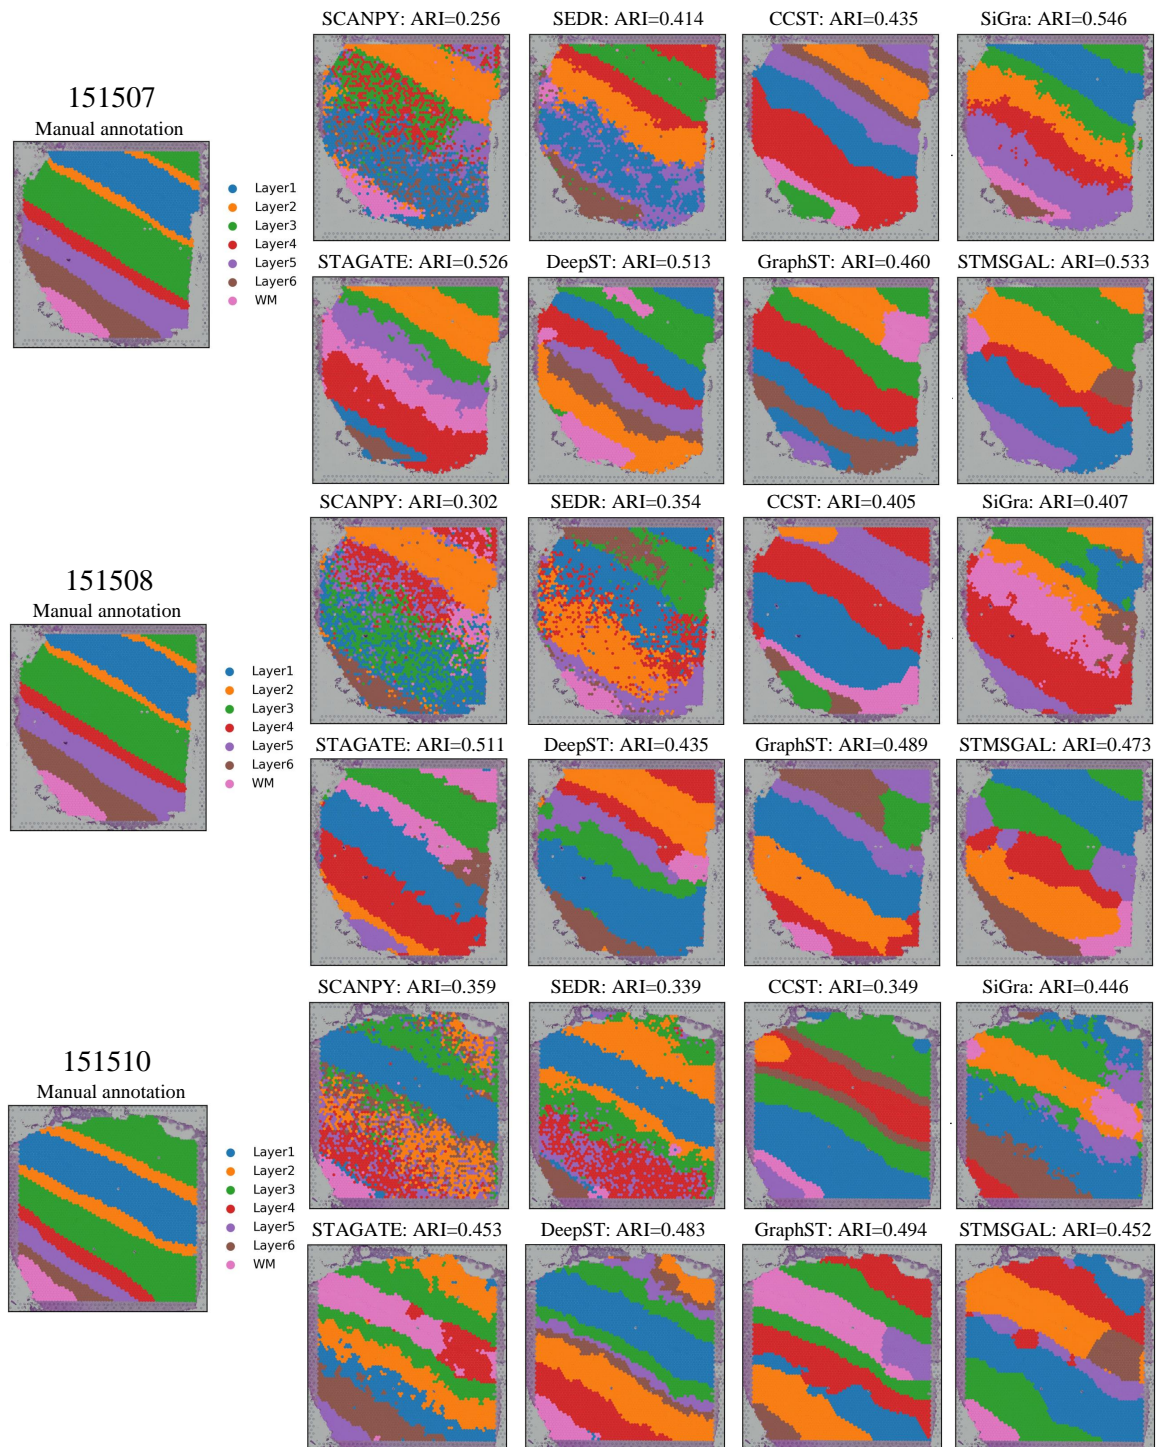 SCANPY: ARI=0.256
SEDR: ARI=0.414
CCST: ARI=0.435
SiGra: ARI=0.546
151507
Manual annotation
Layer1
Layer2
Layer3
Layer4
Layer5
Layer6
WM
STAGATE: ARI=0.526
DeepST: ARI=0.513
GraphST: ARI=0.460
STMSGAL: ARI=0.533
SCANPY: ARI=0.302
SEDR: ARI=0.354
CCST: ARI=0.405
SiGra: ARI=0.407
151508
Manual annotation
Layer1
Layer2
Layer3
Layer4
Layer5
Layer6
WM
STAGATE: ARI=0.511
DeepST: ARI=0.435
GraphST: ARI=0.489
STMSGAL: ARI=0.473
SCANPY: ARI=0.359
SEDR: ARI=0.339
CCST: ARI=0.349
SiGra: ARI=0.446
151510
Manual annotation
Layer1
Layer2
Layer3
Layer4
Layer5
Layer6
WM
STAGATE: ARI=0.453
DeepST: ARI=0.483
GraphST: ARI=0.494
STMSGAL: ARI=0.452